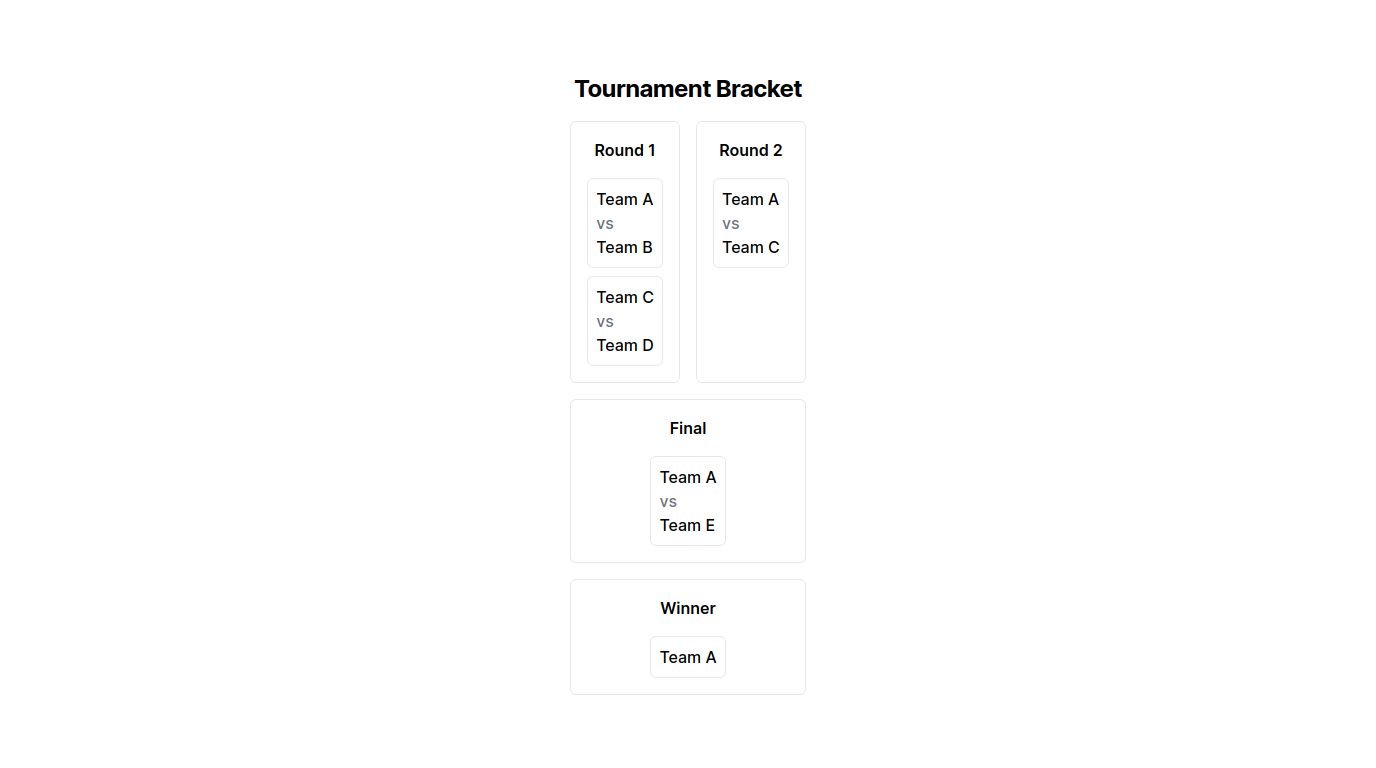 Tournament Bracket
Round 1
Team A
VS
Team B
Team C
VS
Team D
Round 2
Team A
VS
Team C
Final
Team A
VS
Team E
Winner
Team A